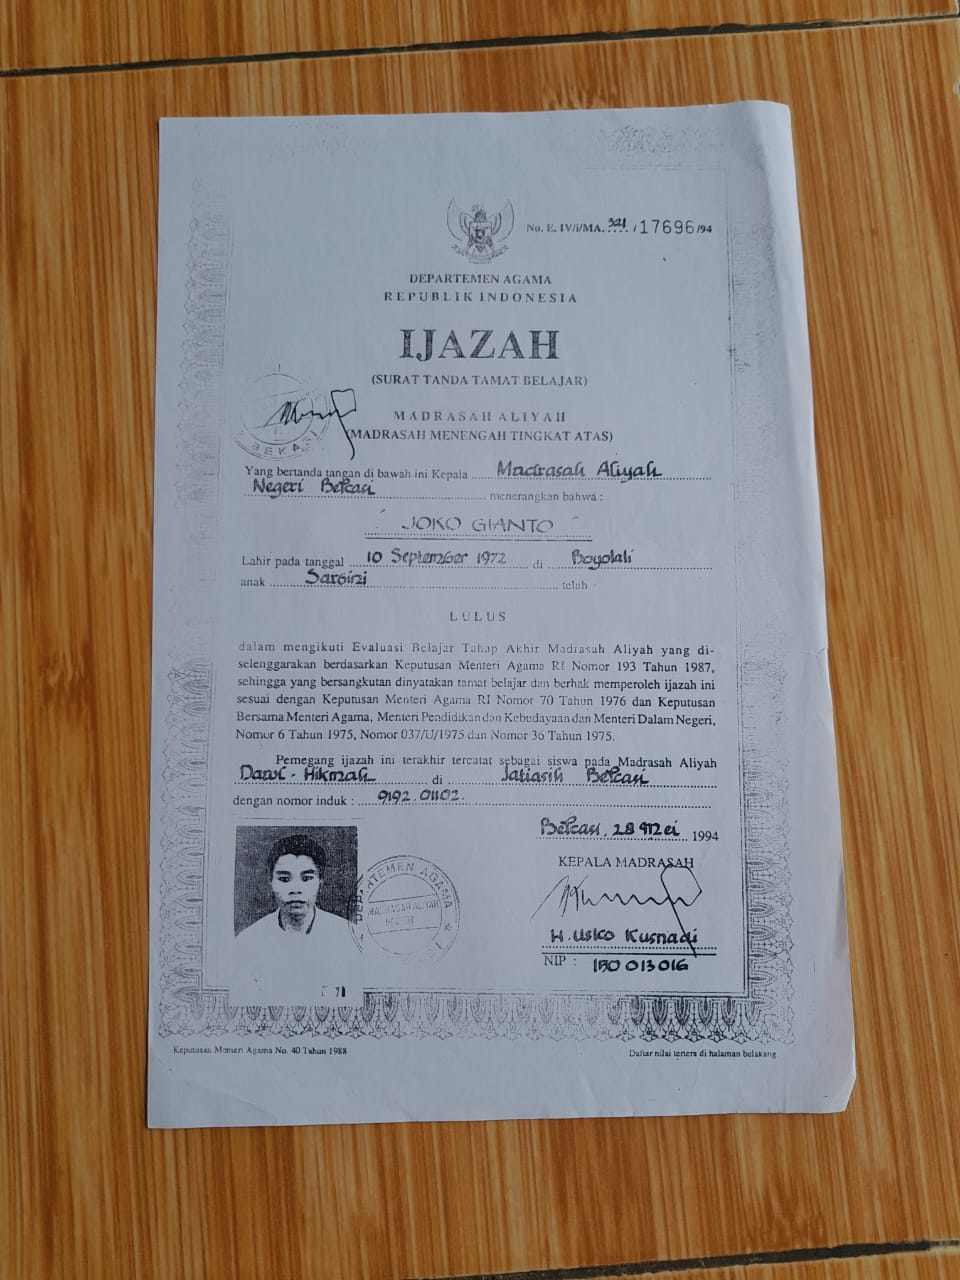 No. E. IV/i/MA. 321 /17696/94
DEPARTEMEN AGAMA
REPUBLIK INDONESIA
IJAZAH
(SURAT TANDA TAMAT BELAJAR)
MADRASAH ALIYAH
(MADRASAH MENENGAH TINGKAT ATAS)
BEKASI
Yang bertanda tangan di bawah ini Kepala Madrasah Aliyah
Negeri Bekasi menerangkan bahwa :
JOKO GIANTO
Lahir pada tanggal 10 September 1972 di Boyolali
anak Sarsini telah
LULUS
dalam mengikuti Evaluasi Belajar Tahap Akhir Madrasah Aliyah yang di-
selenggarakan berdasarkan Keputusan Menteri Agama RI Nomor 193 Tahun 1987,
sehingga yang bersangkutan dinyatakan tamat belajar dan berhak memperoleh ijazah ini
sesuai dengan Keputusan Menteri Agama RI Nomor 70 Tahun 1976 dan Keputusan
Bersama Menteri Agama, Menteri Pendidikan dan Kebudayaan dan Menteri Dalam Negeri,
Nomor 6 Tahun 1975, Nomor 037/U/1975 dan Nomor 36 Tahun 1975.
Pemegang ijazah ini terakhir tercatat sebagai siswa pada Madrasah Aliyah
Darul - Hikmah di Jatiasih Bekasi
dengan nomor induk : 9192.01102.
Bekasi, 28 Mei 1994
KEPALA MADRASAH
DEPARTEMEN AGAMA
MADRASAH ALIYAH
NEGERI
H. Usko Kusnadi
NIP : 150 013 016
Keputusan Menteri Agama No. 40 Tahun 1988
Daftar nilai tertera di halaman belakang